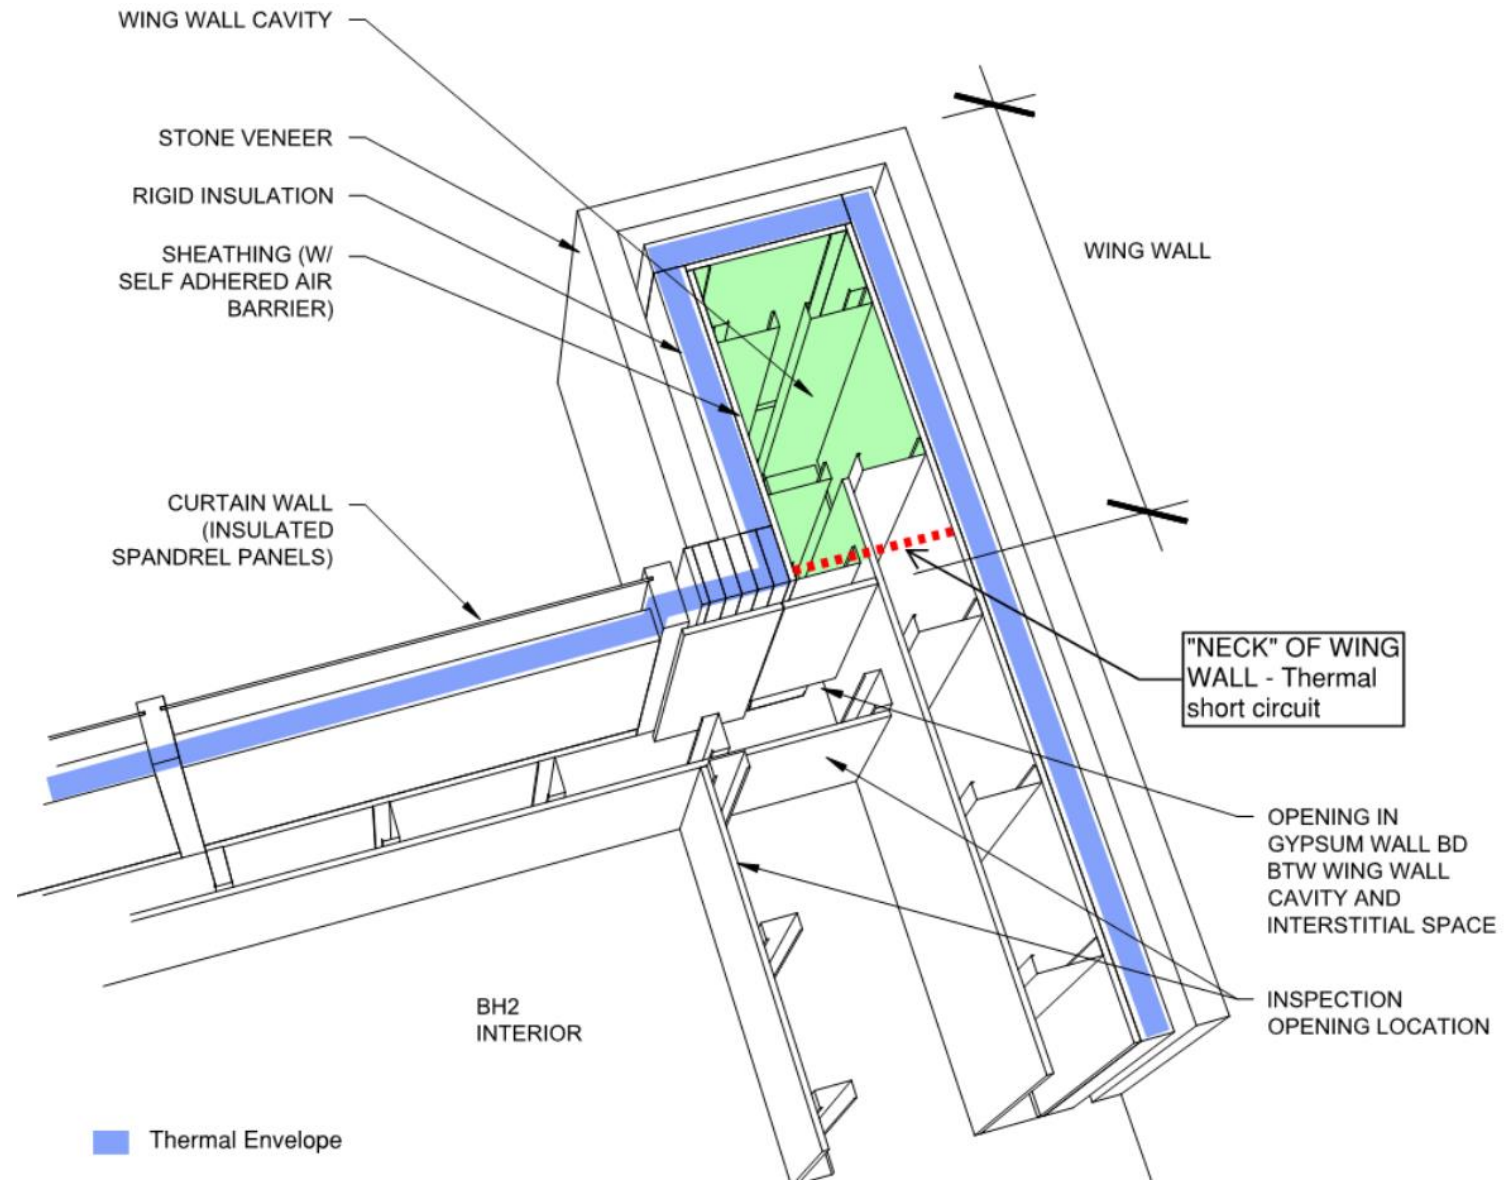 WING WALL CAVITY
STONE VENEER
RIGID INSULATION
SHEATHING (W/
SELF ADHERED AIR
BARRIER)
WING WALL
CURTAIN WALL
(INSULATED
SPANDREL PANELS)
"NECK" OF WING
WALL - Thermal
short circuit
OPENING IN
GYPSUM WALL BD
BTW WING WALL
CAVITY AND
INTERSTITIAL SPACE
INSPECTION
OPENING LOCATION
BH2
INTERIOR
Thermal Envelope